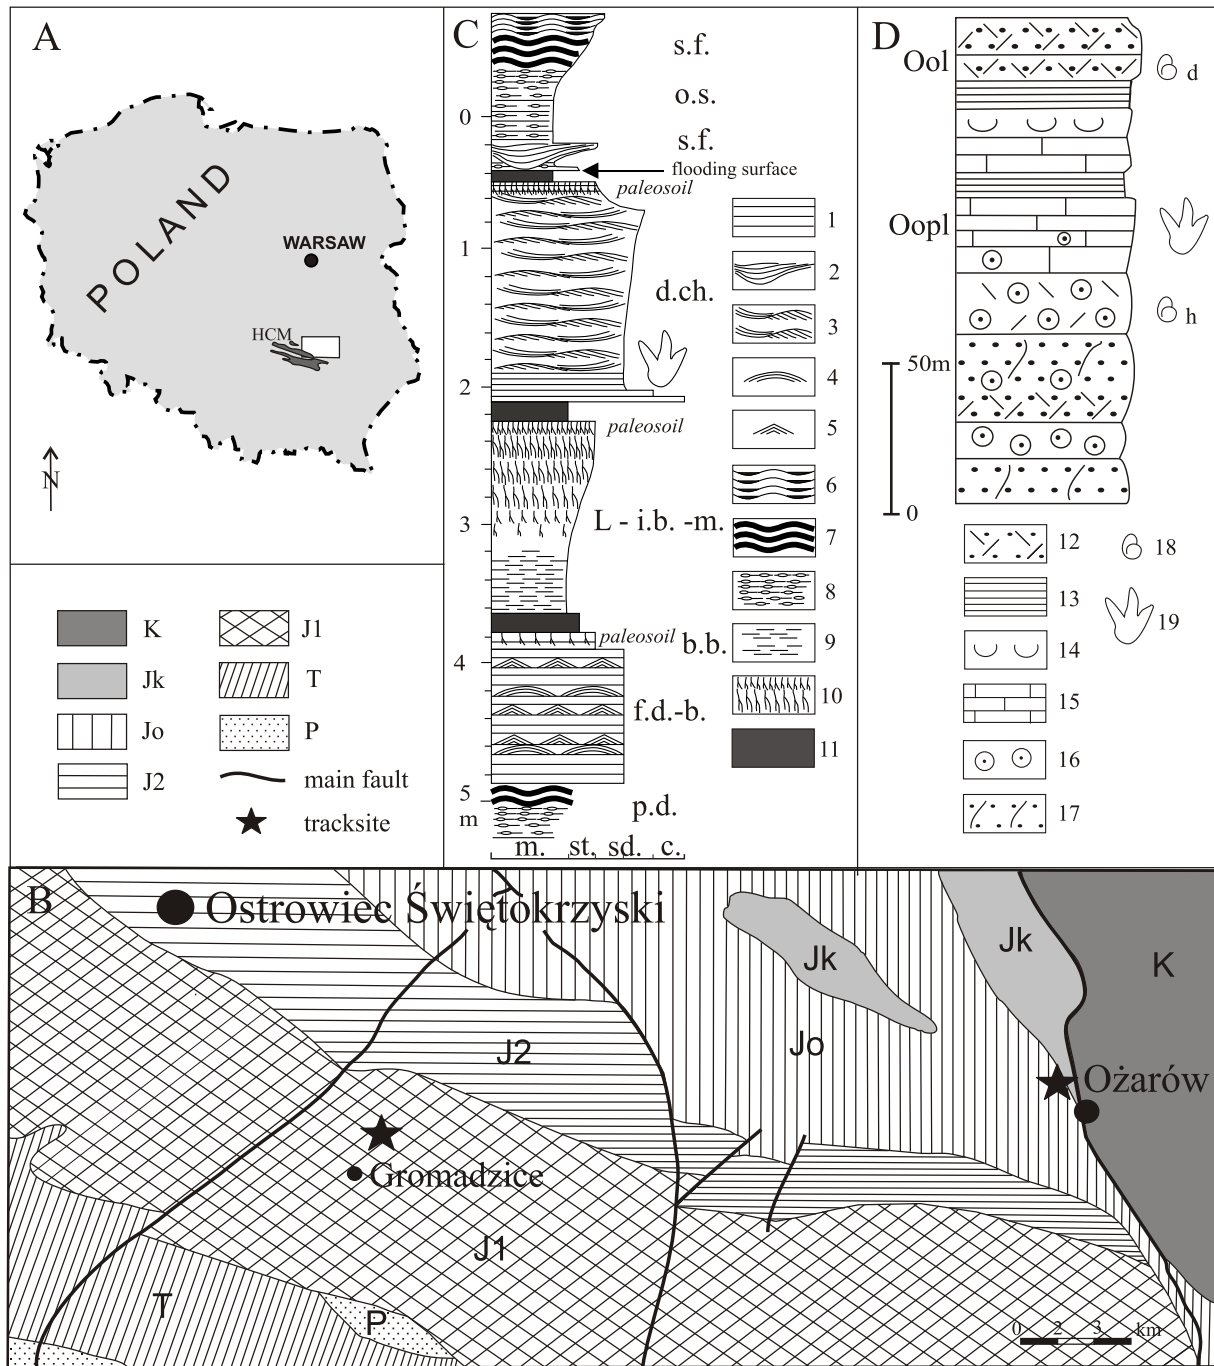 A
POLAND
WARSAW
HCM
N
K
Jk
Jo
J2
J1
T
P
main fault
tracksite
C
s.f.
o.s.
0
s.f.
flooding surface
paleosoil
1
d.ch.
2
paleosoil
3
L - i.b. -m.
paleosoil
b.b.
4
f.d.-b.
5
m
p.d.
m. st. sd. c.
1
2
3
4
5
6
7
8
9
10
11
D
Ool
d
Oopl
h
50m
0
12
13
14
15
16
17
18
19
B
Ostrowiec Świętokrzyski
Jk
Jk
K
J2
Jo
Ożarów
Gromadzice
J1
T
P
0 2 3 km